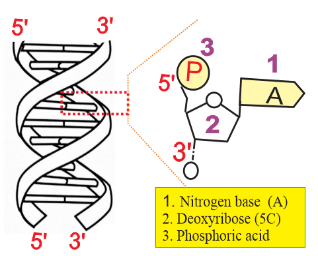 5' 3'
3
P
5'
1
A
2
3'
5' 3'
1. Nitrogen base (A)
2. Deoxyribose (5C)
3. Phosphoric acid